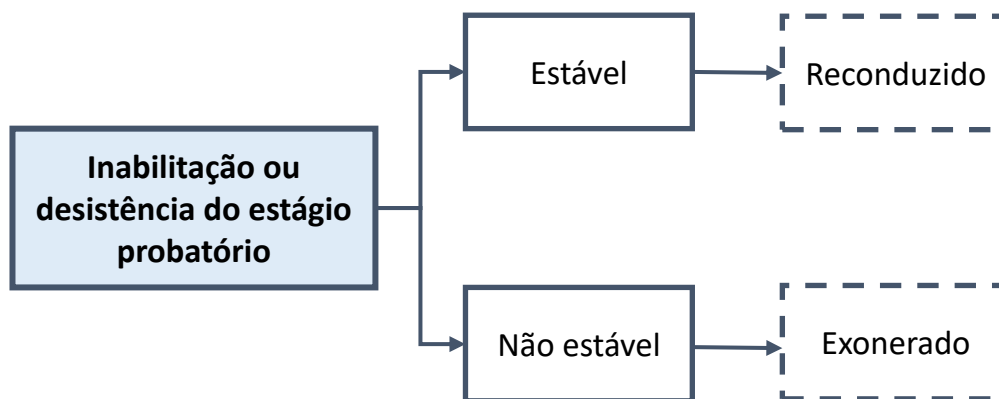 Estável
Reconduzido
Inabilitação ou
desistência do estágio
probatório
Não estável
Exonerado